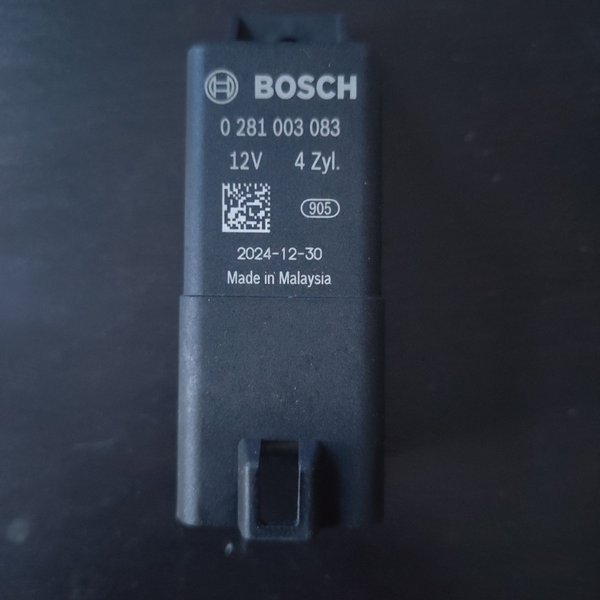 BOSCH
0 281 003 083
12V 4 Zyl.
905
2024-12-30
Made in Malaysia